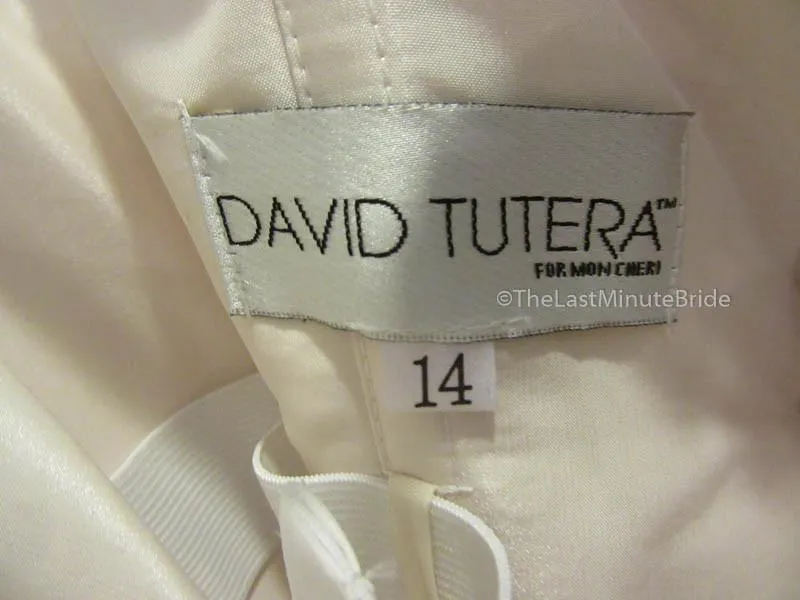 DAVID TUTERA™
FOR MON CHERI
©TheLastMinuteBride
14